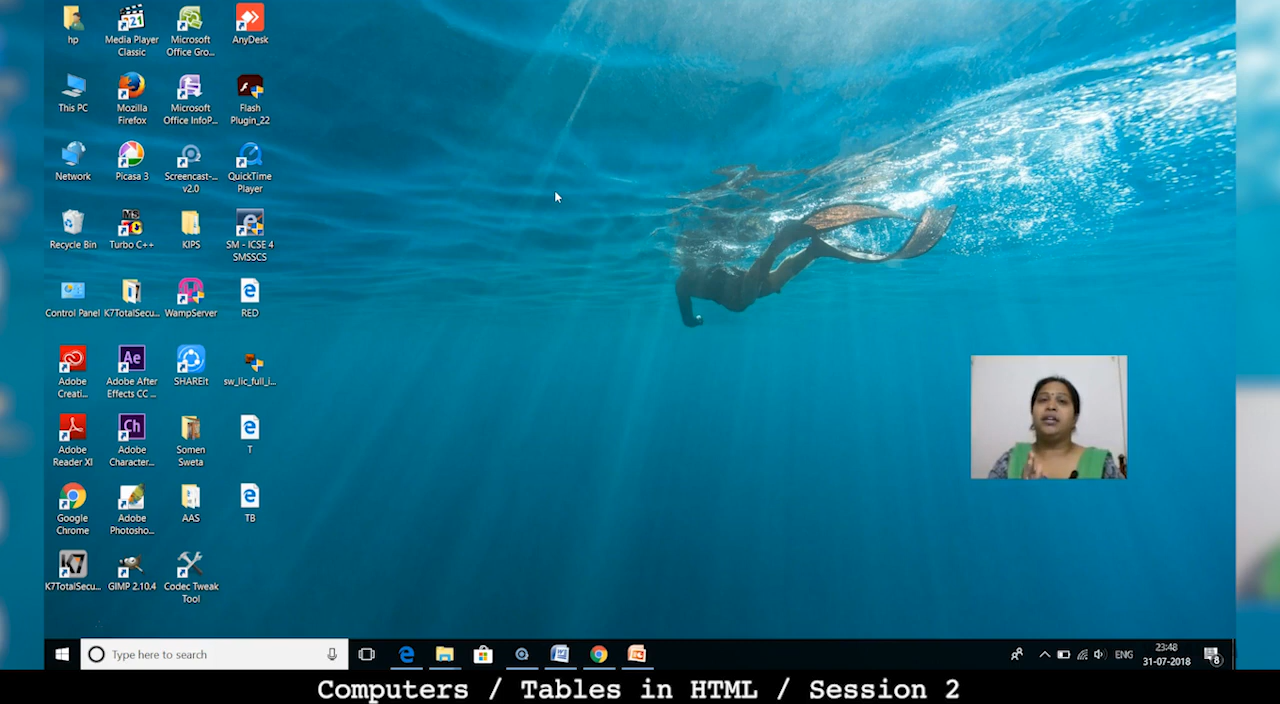 hp
Media Player
Classic
Microsoft
Office Gro...
AnyDesk
This PC
Mozilla
Firefox
Microsoft
Office InfoP...
Flash
Plugin_22
Network
Picasa 3
Screencast-...
v2.0
QuickTime
Player
Recycle Bin
Turbo C++
KIPS
SM - ICSE 4
SMSSCS
Control Panel
K7TotalSecu...
WampServer
RED
Adobe
Creati...
Adobe After
Effects CC ...
SHAREit
sw_lic_full_i...
Adobe
Reader XI
Adobe
Character...
Somen
Sweta
T
Google
Chrome
Adobe
Photosho...
AAS
TB
K7TotalSecu...
GIMP 2.10.4
Codec Tweak
Tool
Type here to search
ENG
23:48
31-07-2018
8
Computers / Tables in HTML / Session 2